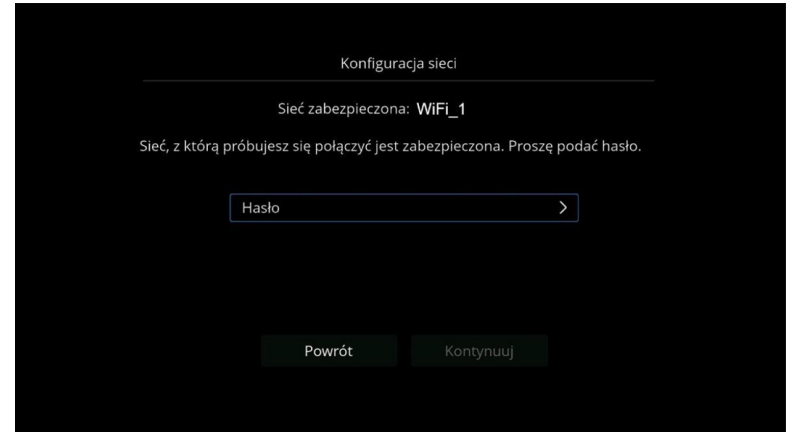 Konfiguracja sieci
Sieć zabezpieczona: WiFi_1
Sieć, z którą próbujesz się połączyć jest zabezpieczona. Proszę podać hasło.
Hasło
Powrót Kontynuuj